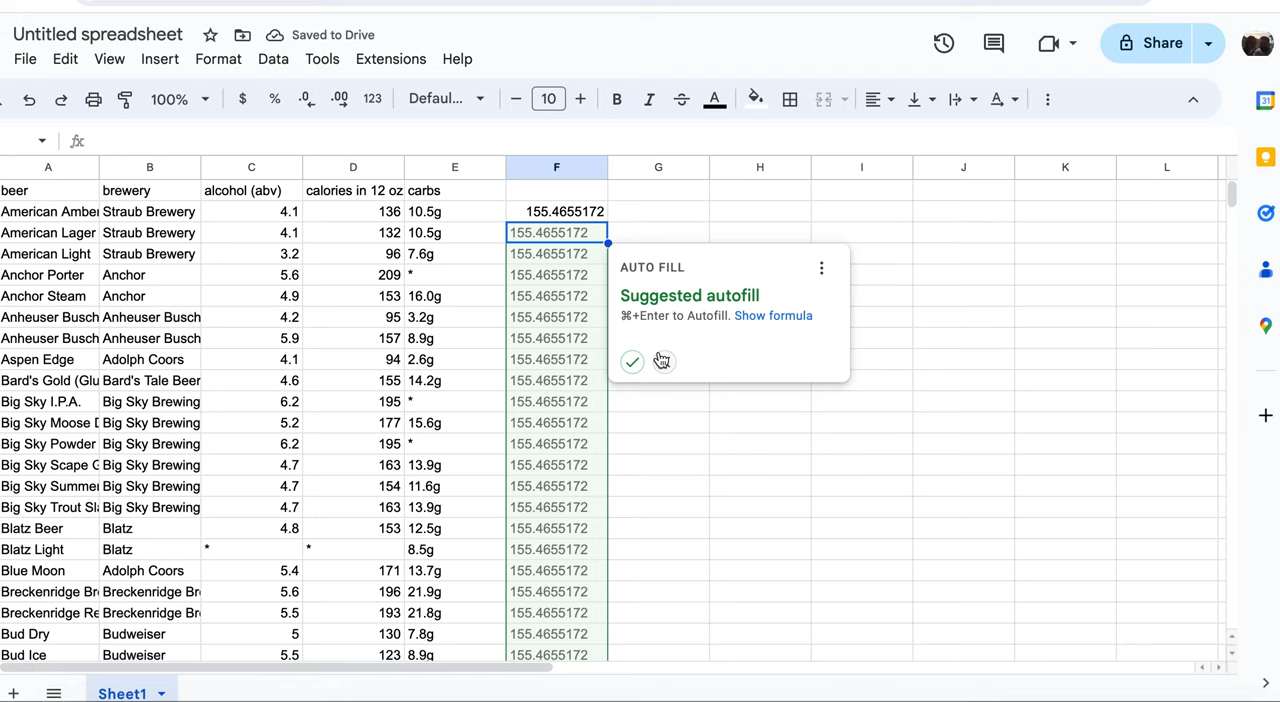 Untitled spreadsheet Saved to Drive
File Edit View Insert Format Data Tools Extensions Help
Share
100% $ % .0 .00 123 Defaul... − 10 + B I S A
31
fx
A B C D E F G H I J K L
beer brewery alcohol (abv) calories in 12 oz carbs
American Amber Straub Brewery 4.1 136 10.5g 155.4655172
American Lager Straub Brewery 4.1 132 10.5g 155.4655172
American Light Straub Brewery 3.2 96 7.6g 155.4655172
Anchor Porter Anchor 5.6 209 * 155.4655172
Anchor Steam Anchor 4.9 153 16.0g 155.4655172
Anheuser Busch Anheuser Busch 4.2 95 3.2g 155.4655172
Anheuser Busch Anheuser Busch 5.9 157 8.9g 155.4655172
Aspen Edge Adolph Coors 4.1 94 2.6g 155.4655172
Bard's Gold (Glu Bard's Tale Beer 4.6 155 14.2g 155.4655172
Big Sky I.P.A. Big Sky Brewing 6.2 195 * 155.4655172
Big Sky Moose D Big Sky Brewing 5.2 177 15.6g 155.4655172
Big Sky Powder Big Sky Brewing 6.2 195 * 155.4655172
Big Sky Scape G Big Sky Brewing 4.7 163 13.9g 155.4655172
Big Sky Summer Big Sky Brewing 4.7 154 11.6g 155.4655172
Big Sky Trout Sla Big Sky Brewing 4.7 163 13.9g 155.4655172
Blatz Beer Blatz 4.8 153 12.5g 155.4655172
Blatz Light Blatz * * 8.5g 155.4655172
Blue Moon Adolph Coors 5.4 171 13.7g 155.4655172
Breckenridge Bre Breckenridge Bre 5.6 196 21.9g 155.4655172
Breckenridge Re Breckenridge Bre 5.5 193 21.8g 155.4655172
Bud Dry Budweiser 5 130 7.8g 155.4655172
Bud Ice Budweiser 5.5 123 8.9g 155.4655172
AUTO FILL
Suggested autofill
⌘+Enter to Autofill. Show formula
Sheet1